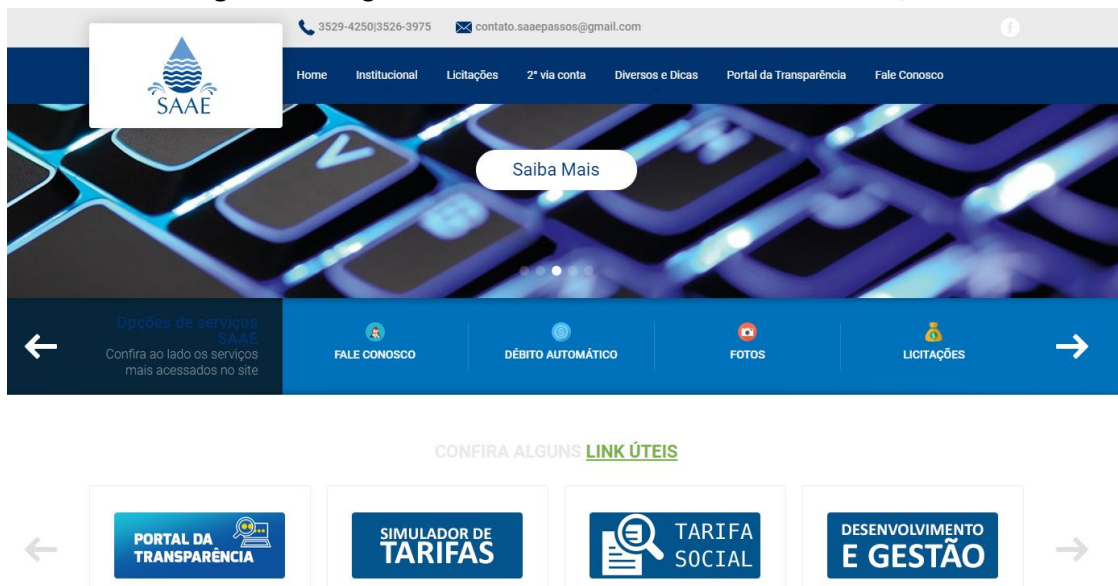 3529-4250|3526-3975
contato.saaepassos@gmail.com
f
SAAE
Home Institucional Licitações 2ª via conta Diversos e Dicas Portal da Transparência Fale Conosco
Saiba Mais
Opções de serviços
SAAE
Confira ao lado os serviços
mais acessados no site
FALE CONOSCO DÉBITO AUTOMÁTICO FOTOS LICITAÇÕES
CONFIRA ALGUNS LINK ÚTEIS
PORTAL DA
TRANSPARÊNCIA
SIMULADOR DE
TARIFAS
TARIFA
SOCIAL
DESENVOLVIMENTO
E GESTÃO